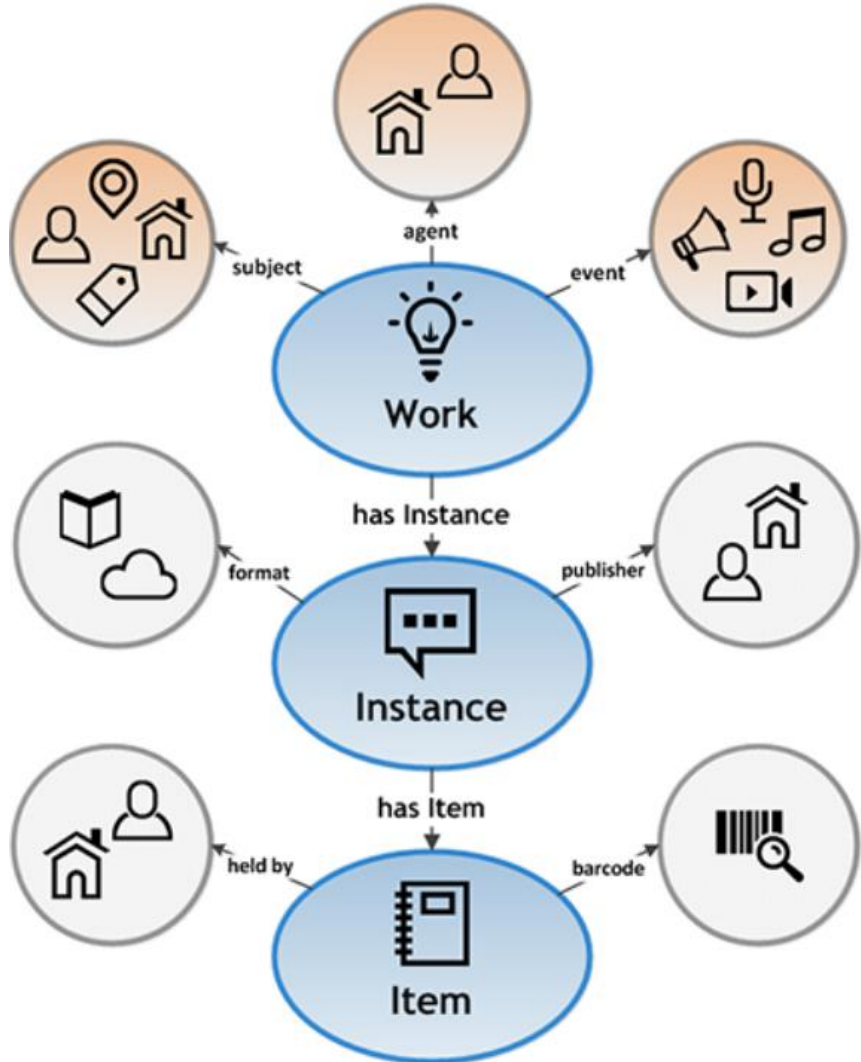 agent
subject
event
Work
has Instance
format
publisher
Instance
has Item
held by
barcode
Item